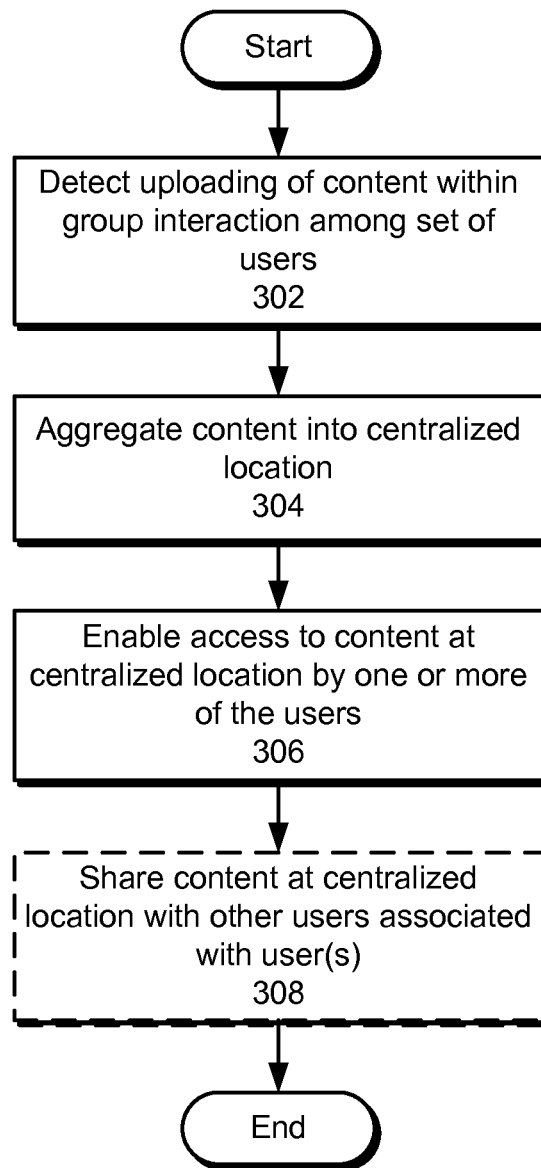 Start
Detect uploading of content within
group interaction among set of
users
302
Aggregate content into centralized
location
304
Enable access to content at
centralized location by one or more
of the users
306
Share content at centralized
location with other users associated
with user(s)
308
End